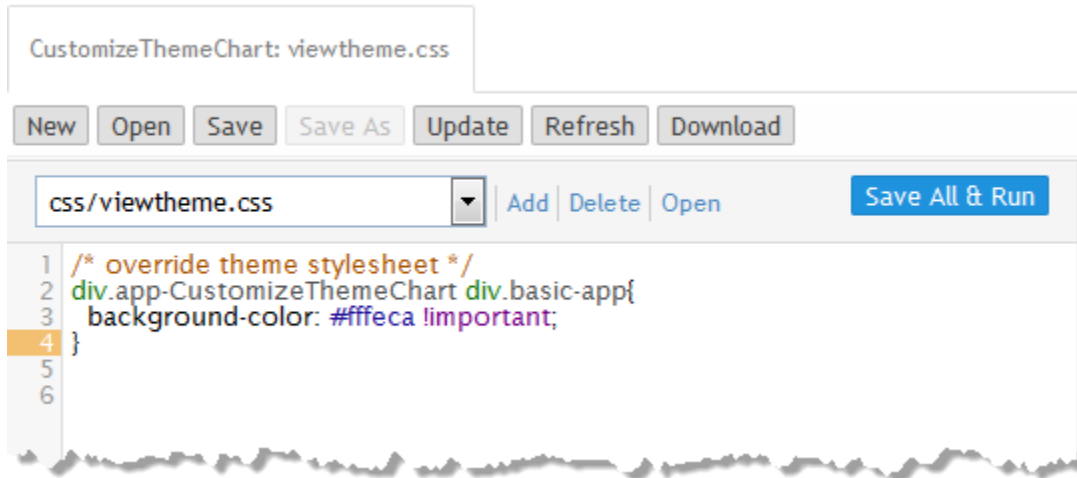 CustomizeThemeChart: viewtheme.css
New Open Save Save As Update Refresh Download
css/viewtheme.css Add Delete Open Save All & Run
1 /* override theme stylesheet */
2 div.app-CustomizeThemeChart div.basic-app{
3 background-color: #fffeca !important;
4 }
5
6